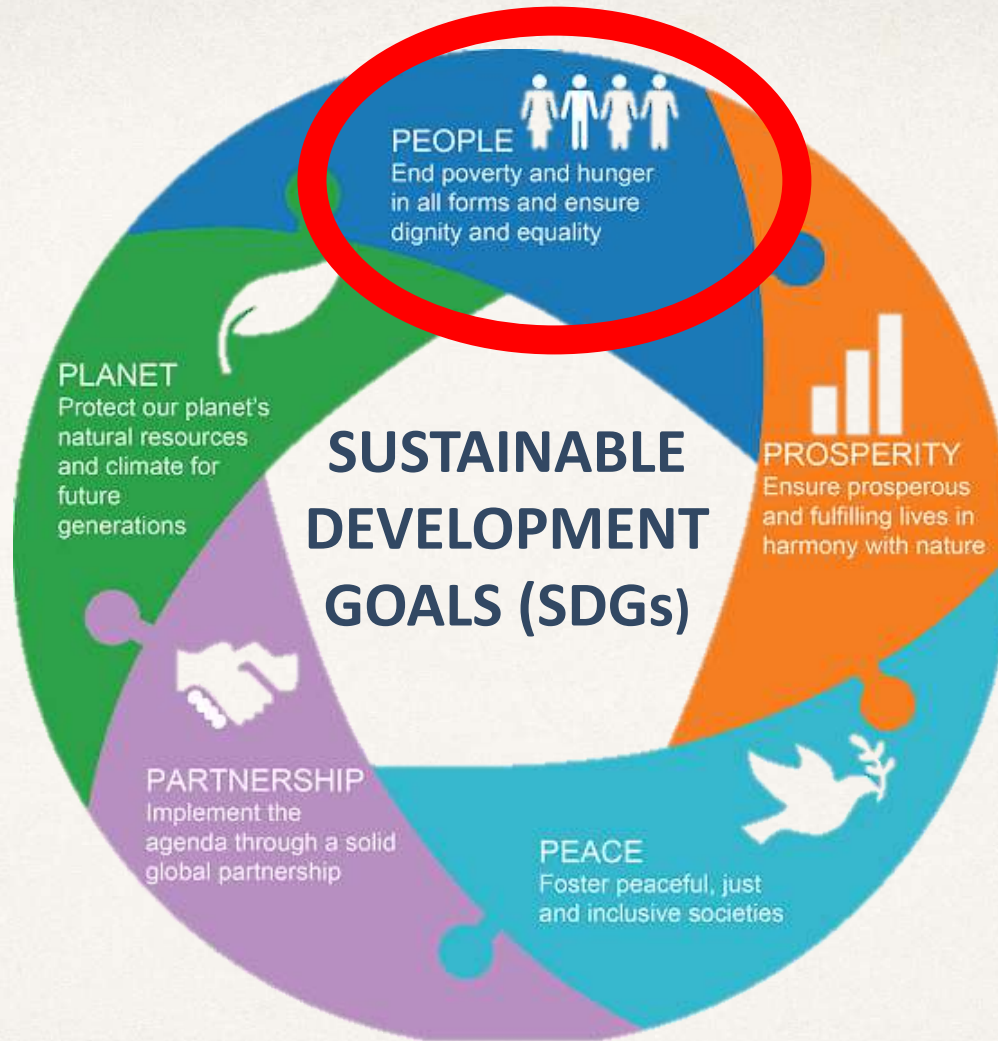 PEOPLE
End poverty and hunger
in all forms and ensure
dignity and equality
PLANET
Protect our planet's
natural resources
and climate for
future
generations
SUSTAINABLE
DEVELOPMENT
GOALS (SDGs)
PROSPERITY
Ensure prosperous
and fulfilling lives in
harmony with nature
PARTNERSHIP
Implement the
agenda through a solid
global partnership
PEACE
Foster peaceful, just
and inclusive societies